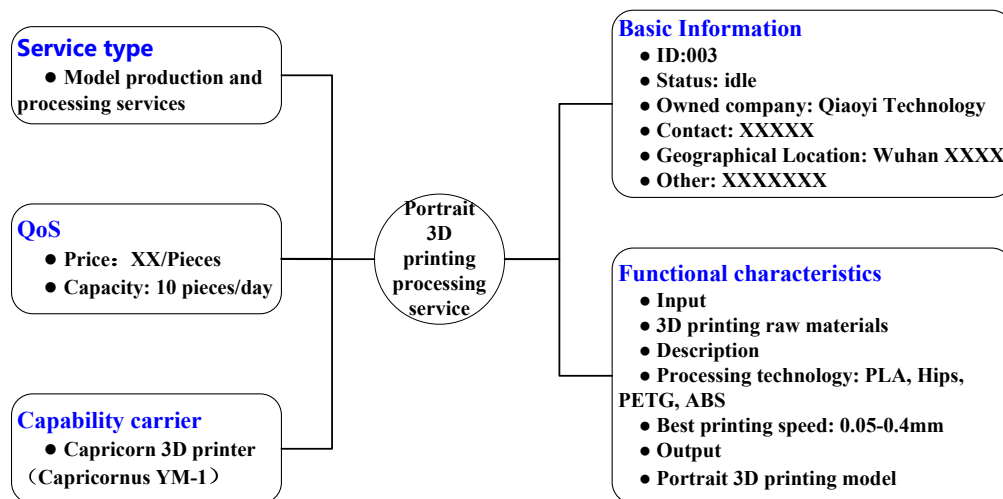 Service type
● Model production and
processing services
QoS
● Price：XX/Pieces
● Capacity: 10 pieces/day
Capability carrier
● Capricorn 3D printer
（Capricornus YM-1）
Portrait
3D
printing
processing
service
Basic Information
● ID:003
● Status: idle
● Owned company: Qiaoyi Technology
● Contact: XXXXX
● Geographical Location: Wuhan XXXX
● Other: XXXXXXX
Functional characteristics
● Input
● 3D printing raw materials
● Description
● Processing technology: PLA, Hips,
PETG, ABS
● Best printing speed: 0.05-0.4mm
● Output
● Portrait 3D printing model